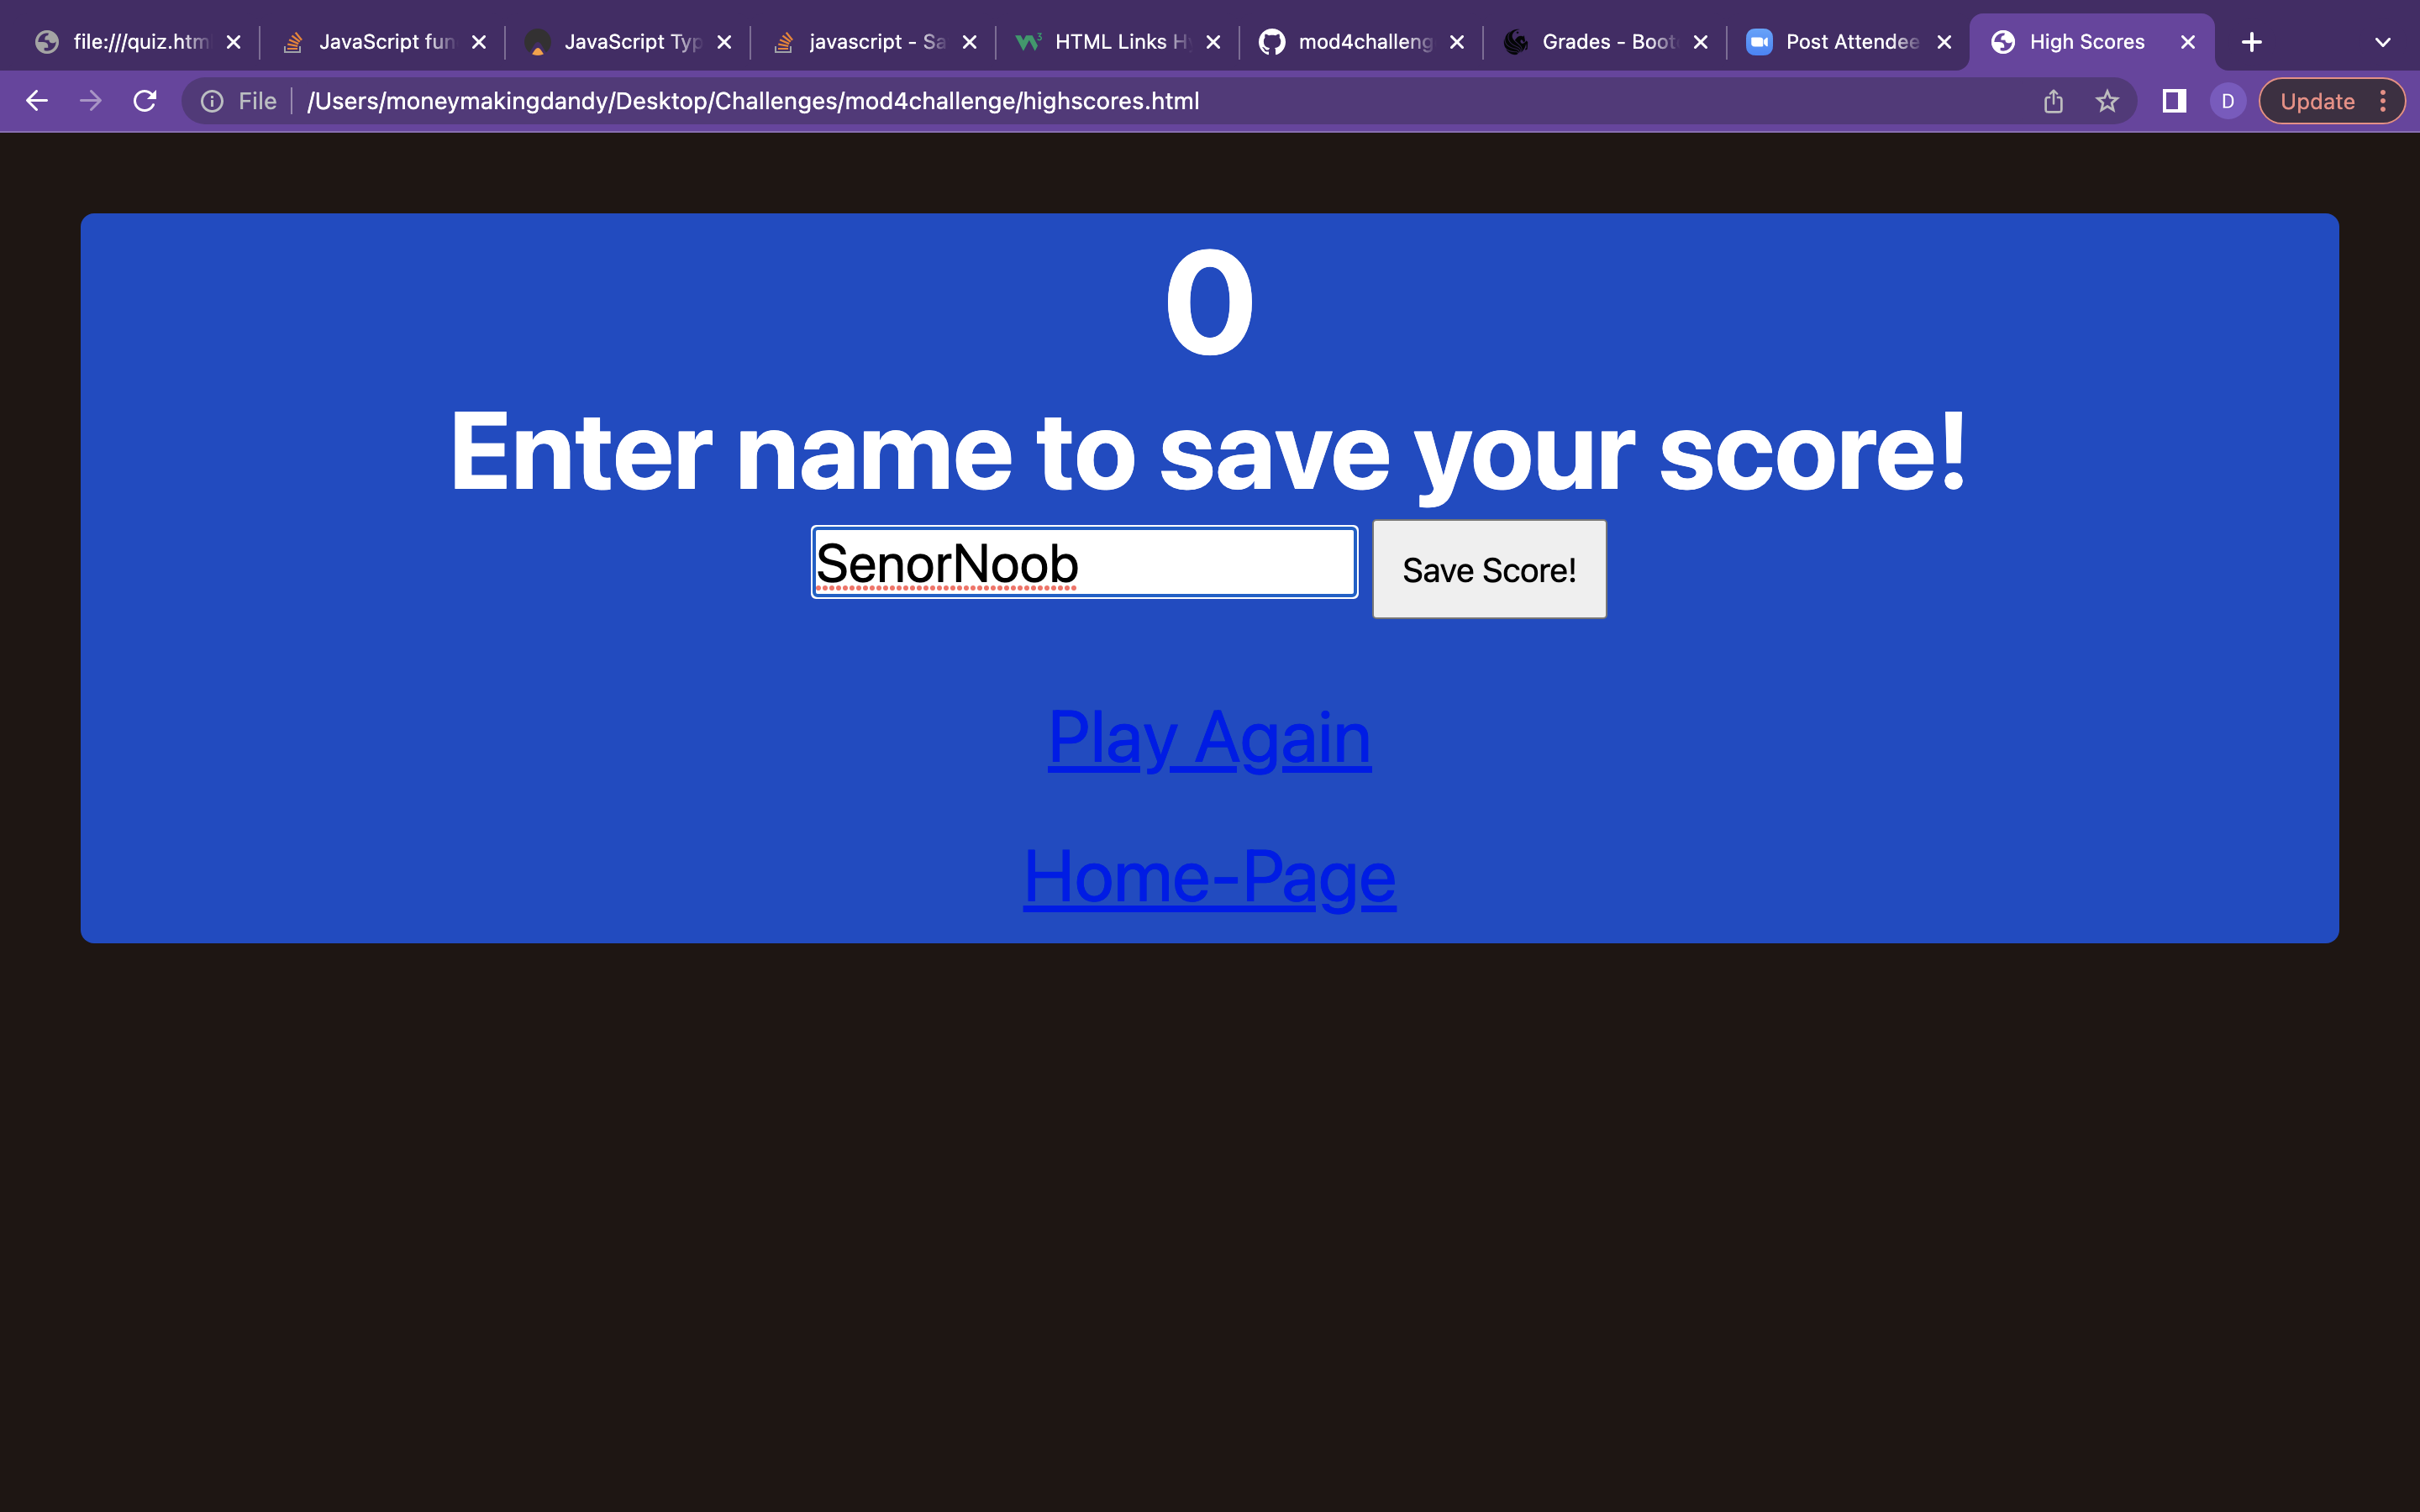 file:///quiz.htm
JavaScript fun
JavaScript Typ
javascript - Sa
HTML Links H
mod4challeng
Grades - Boot
Post Attendee
High Scores
File /Users/moneymakingdandy/Desktop/Challenges/mod4challenge/highscores.html
D
Update
0
Enter name to save your score!
SenorNoob
Save Score!
Play Again
Home-Page